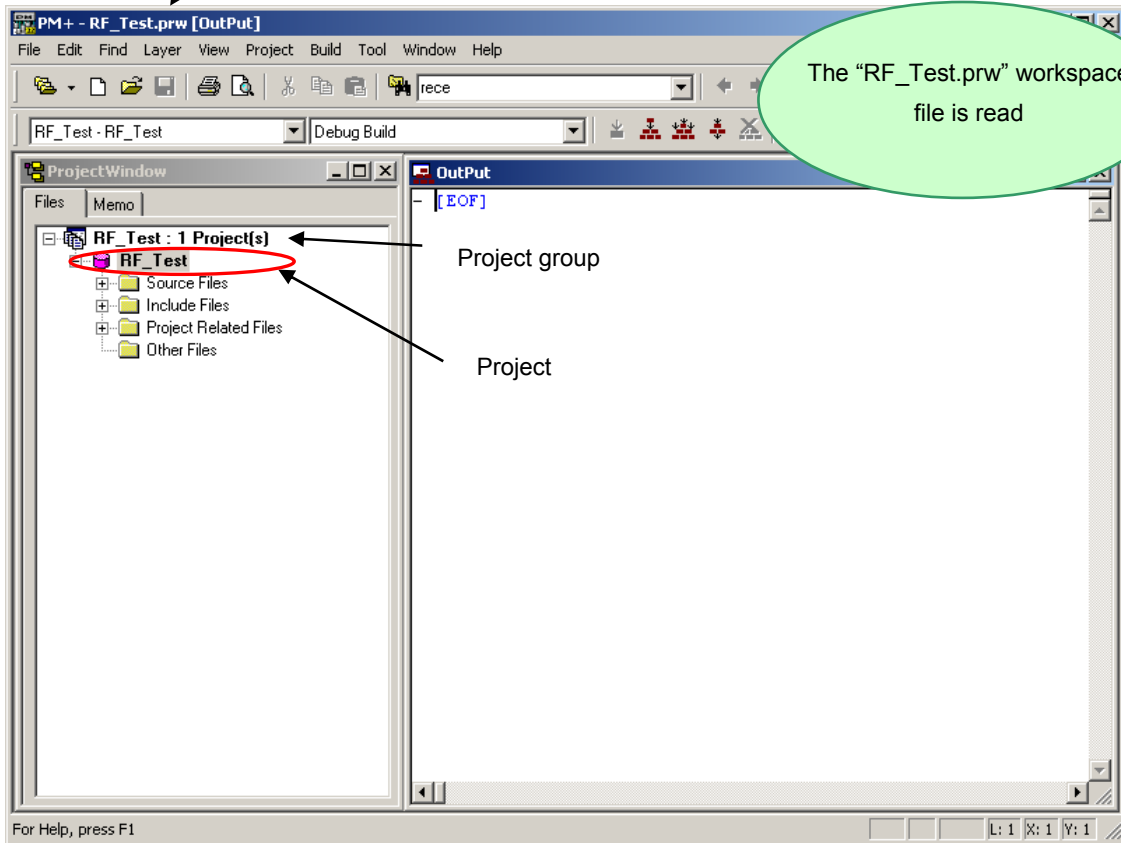 PM+ - RF_Test.prw [OutPut]
File Edit Find Layer View Project Build Tool Window Help
The “RF_Test.prw” workspace
file is read
rece
RF_Test - RF_Test
Debug Build
ProjectWindow
OutPut
Files Memo
[EOF]
RF_Test : 1 Project(s)
Project group
RF_Test
Source Files
Include Files
Project Related Files
Other Files
Project
For Help, press F1
L: 1 X: 1 Y: 1